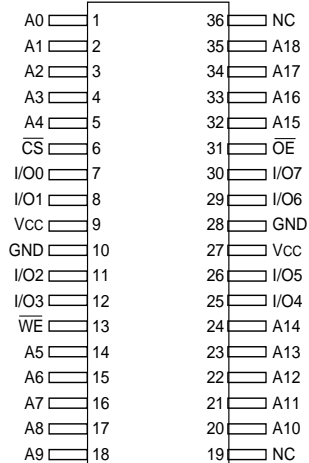 A0 1 36 NC
A1 2 35 A18
A2 3 34 A17
A3 4 33 A16
A4 5 32 A15
C̅S̅ 6 31 O̅E̅
I/O0 7 30 I/O7
I/O1 8 29 I/O6
VCC 9 28 GND
GND 10 27 VCC
I/O2 11 26 I/O5
I/O3 12 25 I/O4
W̅E̅ 13 24 A14
A5 14 23 A13
A6 15 22 A12
A7 16 21 A11
A8 17 20 A10
A9 18 19 NC